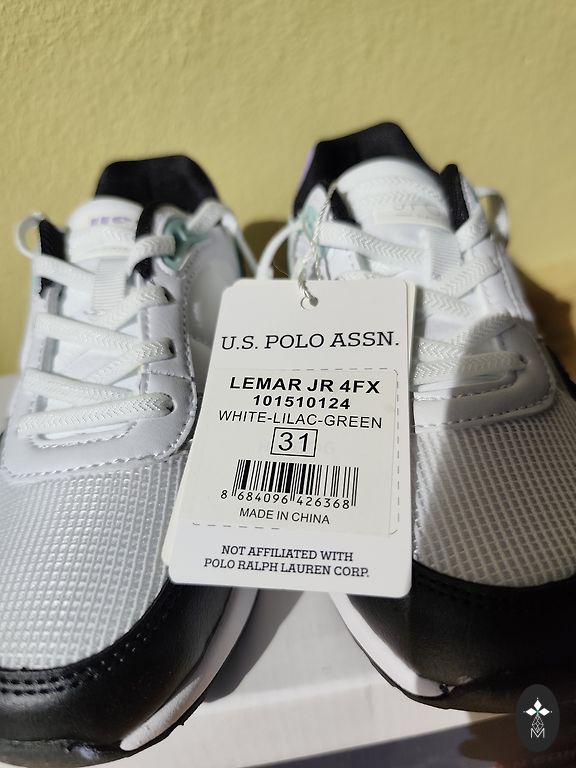 U.S. POLO ASSN.
LEMAR JR 4FX
101510124
WHITE-LILAC-GREEN
31
8 684096 426368
MADE IN CHINA
NOT AFFILIATED WITH
POLO RALPH LAUREN CORP.